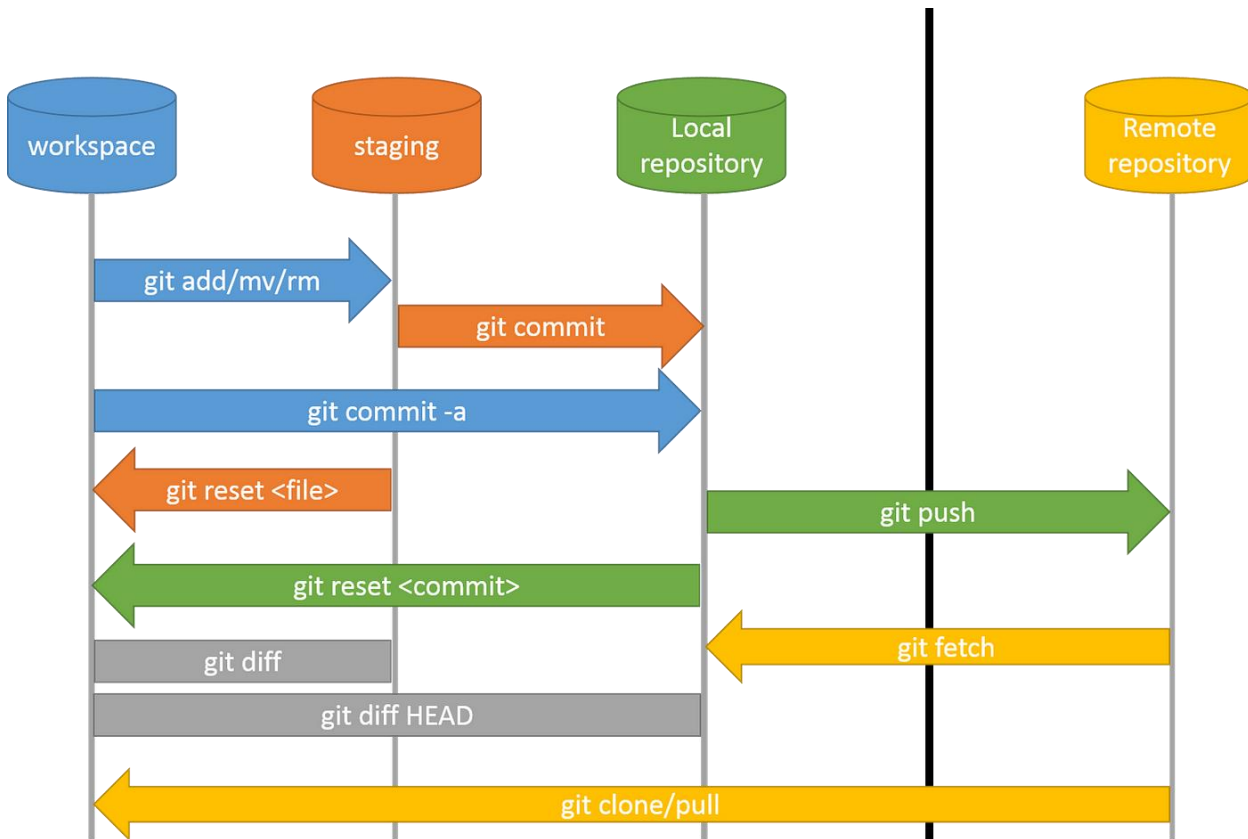 workspace
staging
Local
repository
Remote
repository
git add/mv/rm
git commit
git commit -a
git reset <file>
git push
git reset <commit>
git fetch
git diff
git diff HEAD
git clone/pull